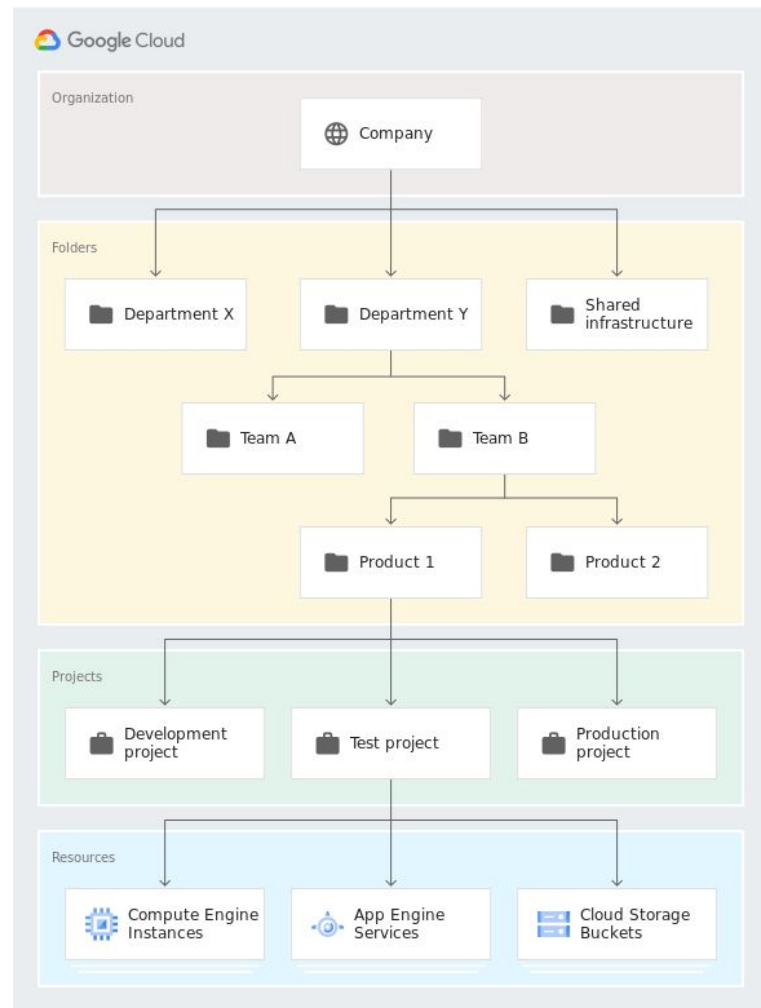 Google Cloud
Organization
Company
Folders
Department X
Department Y
Shared
infrastructure
Team A
Team B
Product 1
Product 2
Projects
Development
project
Test project
Production
project
Resources
Compute Engine
Instances
App Engine
Services
Cloud Storage
Buckets